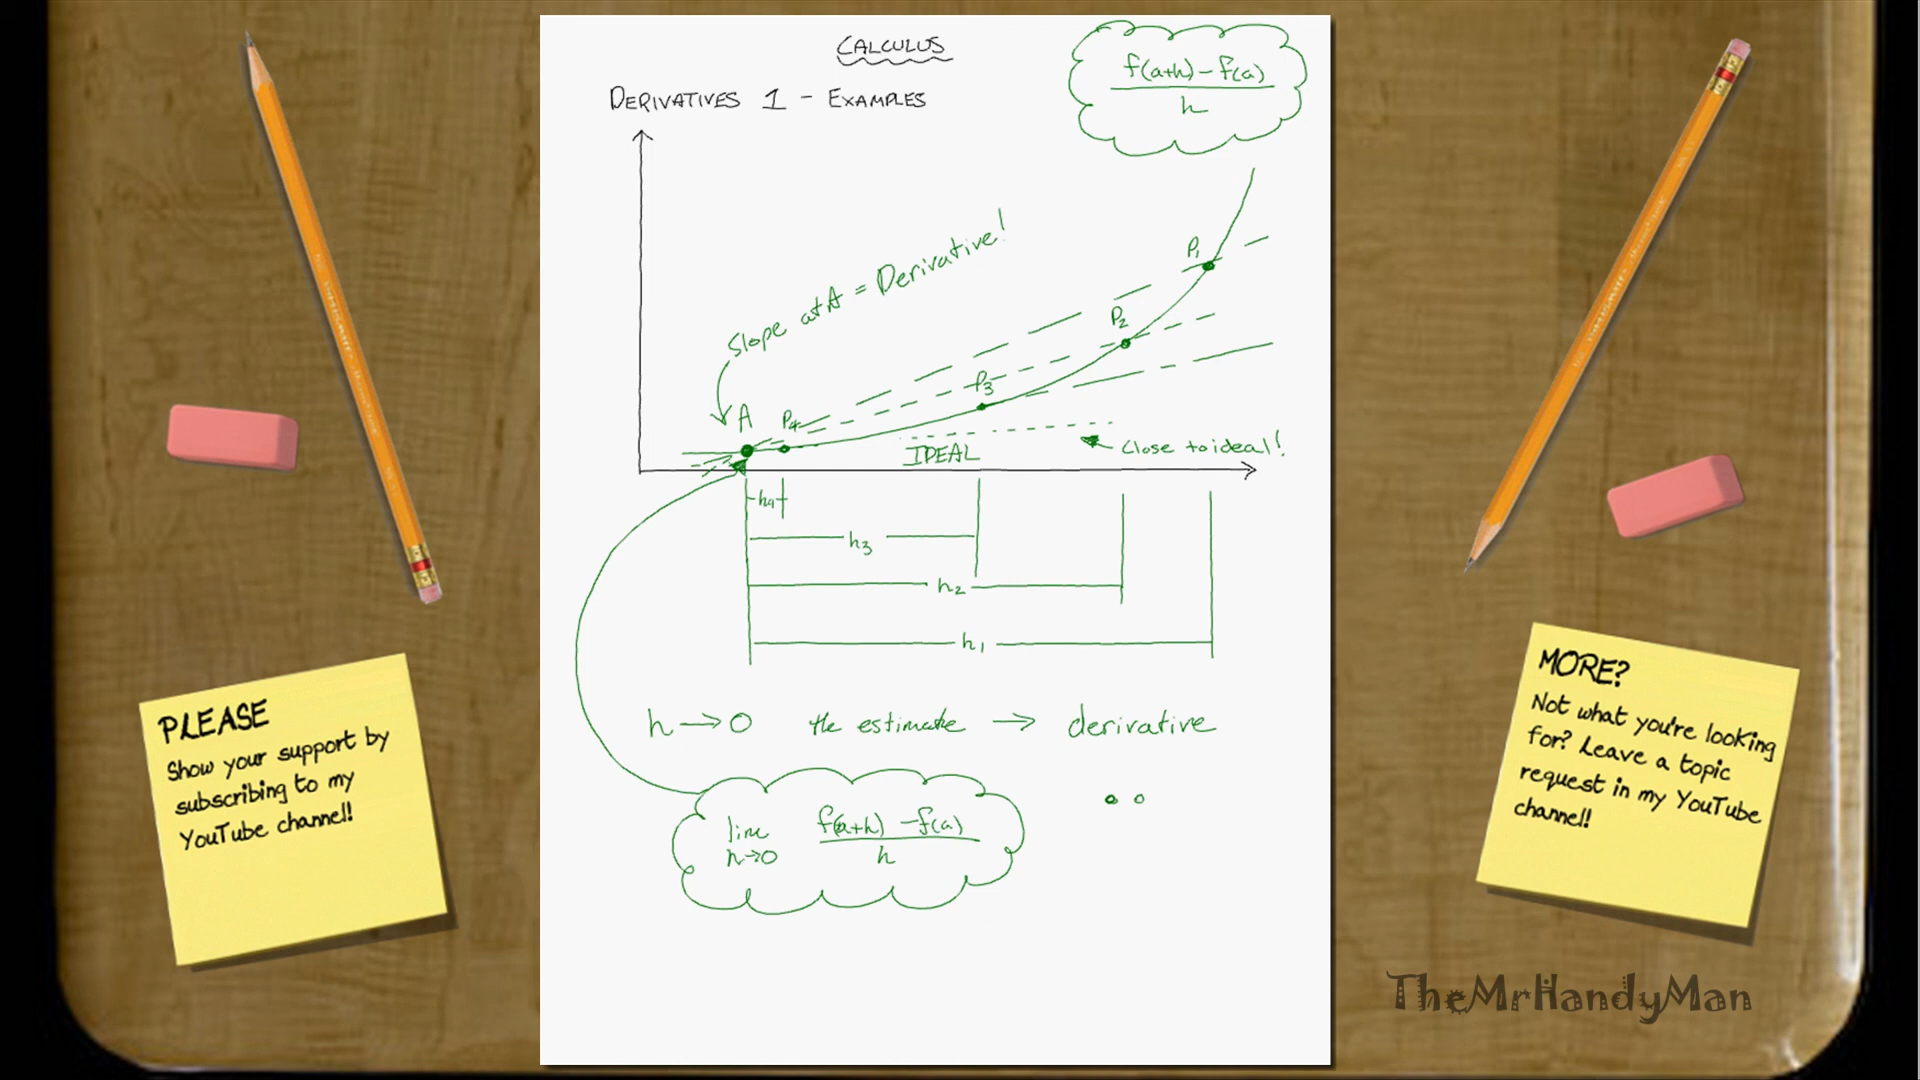 CALCULUS
DERIVATIVES 1 - EXAMPLES
f(a+h) - f(a)
h
Slope at A = Derivative!
P1
P2
P3
A
P4
IDEAL
Close to ideal!
h4
h3
h2
h1
h → 0 the estimate → derivative
lim f(a+h) - f(a)
h→0 h
PLEASE
Show your support by
subscribing to my
YouTube channel!
MORE?
Not what you're looking
for? Leave a topic
request in my YouTube
channel!
TheMrHandyMan